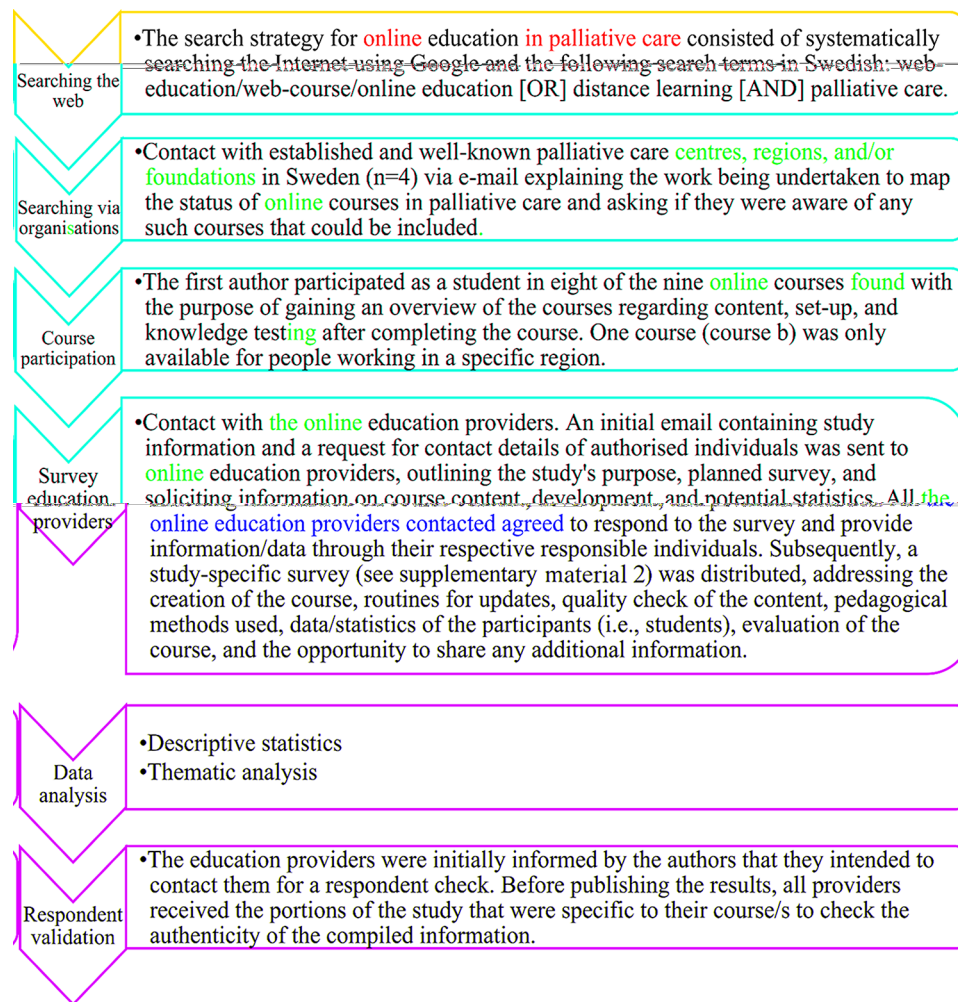 Searching the
web
•The search strategy for online education in palliative care consisted of systematically
searching the Internet using Google and the following search terms in Swedish: web-
education/web-course/online education [OR] distance learning [AND] palliative care.
Searching via
organisations
•Contact with established and well-known palliative care centres, regions, and/or
foundations in Sweden (n=4) via e-mail explaining the work being undertaken to map
the status of online courses in palliative care and asking if they were aware of any
such courses that could be included.
Course
participation
•The first author participated as a student in eight of the nine online courses found with
the purpose of gaining an overview of the courses regarding content, set-up, and
knowledge testing after completing the course. One course (course b) was only
available for people working in a specific region.
Survey
education
providers
•Contact with the online education providers. An initial email containing study
information and a request for contact details of authorised individuals was sent to
online education providers, outlining the study's purpose, planned survey, and
soliciting information on course content, development, and potential statistics. All the
online education providers contacted agreed to respond to the survey and provide
information/data through their respective responsible individuals. Subsequently, a
study-specific survey (see supplementary material 2) was distributed, addressing the
creation of the course, routines for updates, quality check of the content, pedagogical
methods used, data/statistics of the participants (i.e., students), evaluation of the
course, and the opportunity to share any additional information.
Data
analysis
•Descriptive statistics
•Thematic analysis
Respondent
validation
•The education providers were initially informed by the authors that they intended to
contact them for a respondent check. Before publishing the results, all providers
received the portions of the study that were specific to their course/s to check the
authenticity of the compiled information.